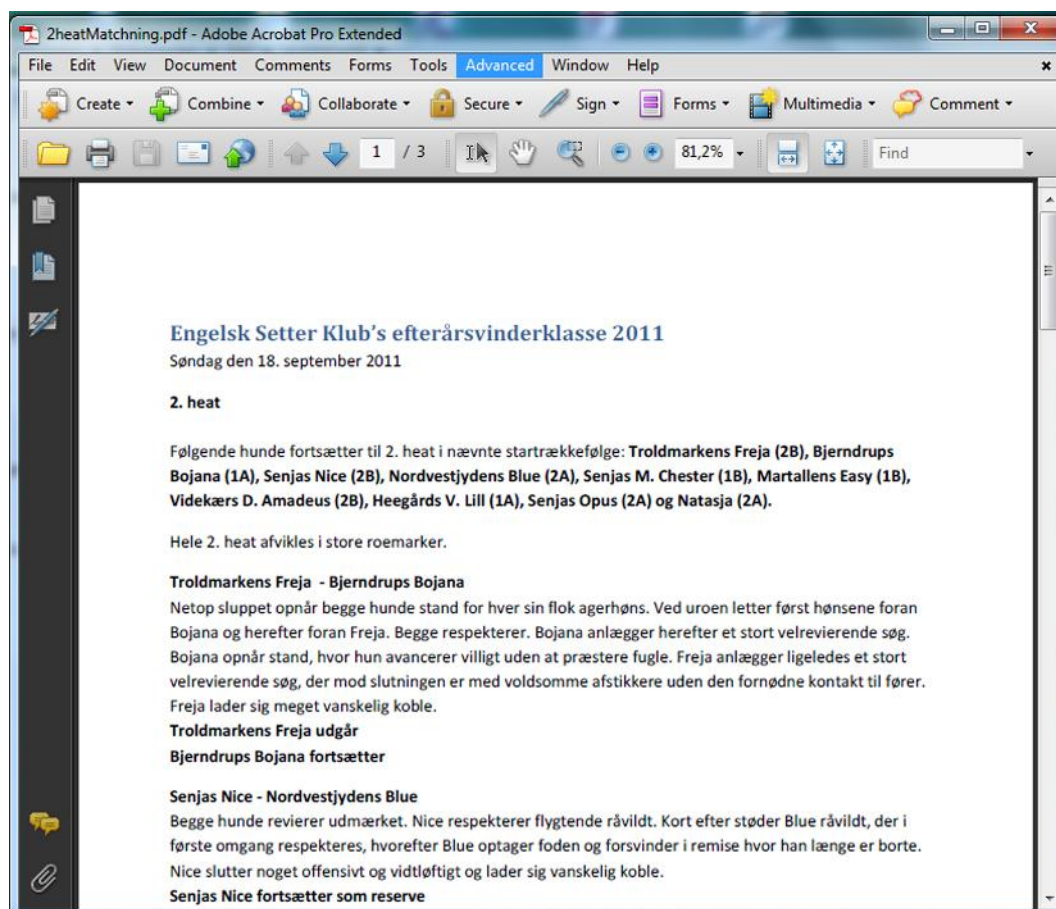 2heatMatchning.pdf - Adobe Acrobat Pro Extended
File Edit View Document Comments Forms Tools Advanced Window Help
Create Combine Collaborate Secure Sign Forms Multimedia Comment
1 / 3 81,2% Find
Engelsk Setter Klub's efterårsvinderklasse 2011
Søndag den 18. september 2011
2. heat
Følgende hunde fortsætter til 2. heat i nævnte startrækkefølge: Troldmarkens Freja (2B), Bjerndrups
Bojana (1A), Senjas Nice (2B), Nordvestjydens Blue (2A), Senjas M. Chester (1B), Martallens Easy (1B),
Videkærs D. Amadeus (2B), Heegårds V. Lill (1A), Senjas Opus (2A) og Natasja (2A).
Hele 2. heat afvikles i store roemarker.
Troldmarkens Freja - Bjerndrups Bojana
Netop sluppet opnår begge hunde stand for hver sin flok agerhøns. Ved uroen letter først hønsene foran
Bojana og herefter foran Freja. Begge respekterer. Bojana anlægger herefter et stort velrevierende søg.
Bojana opnår stand, hvor hun avancerer villigt uden at præstere fugle. Freja anlægger ligeledes et stort
velrevierende søg, der mod slutningen er med voldsomme afstikkere uden den fornødne kontakt til fører.
Freja lader sig meget vanskelig koble.
Troldmarkens Freja udgår
Bjerndrups Bojana fortsætter
Senjas Nice - Nordvestjydens Blue
Begge hunde revierer udmærket. Nice respekterer flygtende råvildt. Kort efter støder Blue råvildt, der i
første omgang respekteres, hvorefter Blue optager foden og forsvinder i remise hvor han længe er borte.
Nice slutter noget offensivt og vidtløftigt og lader sig vanskelig koble.
Senjas Nice fortsætter som reserve